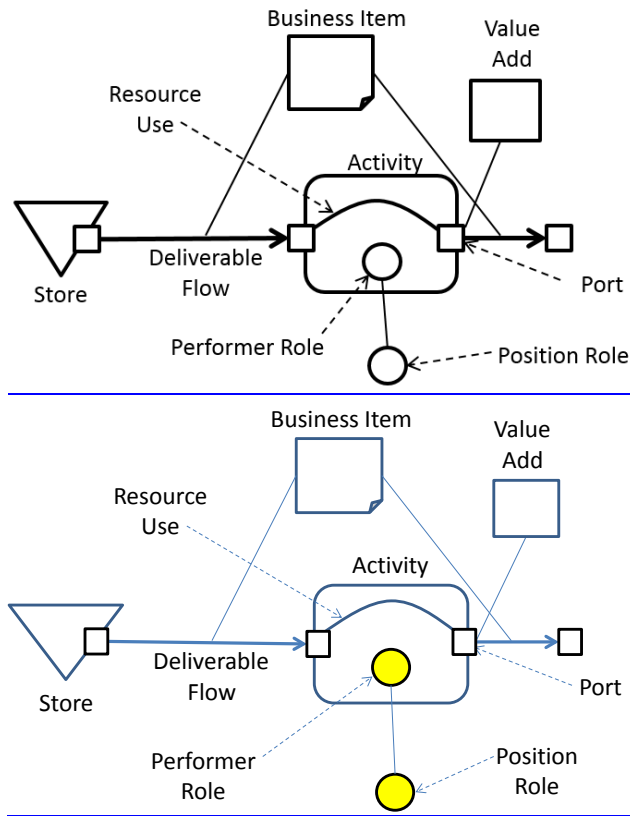 Business Item
Value
Add
Resource
Use
Activity
Deliverable
Flow
Store
Port
Performer Role
Position Role
Business Item
Value
Add
Resource
Use
Activity
Deliverable
Flow
Store
Port
Performer
Role
Position
Role